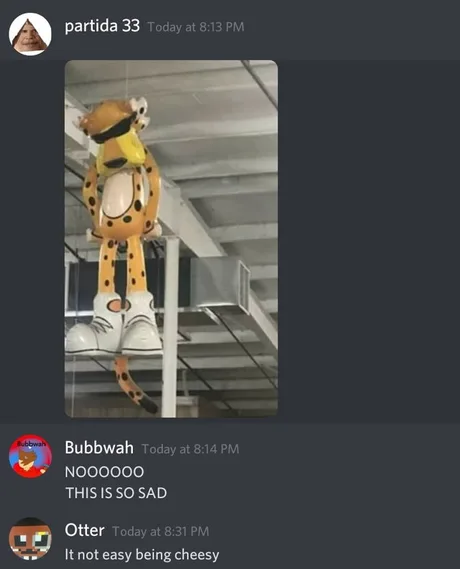 partida 33 Today at 8:13 PM
Bubbwah
Bubbwah Today at 8:14 PM
NOOOOOO
THIS IS SO SAD
Otter Today at 8:31 PM
It not easy being cheesy